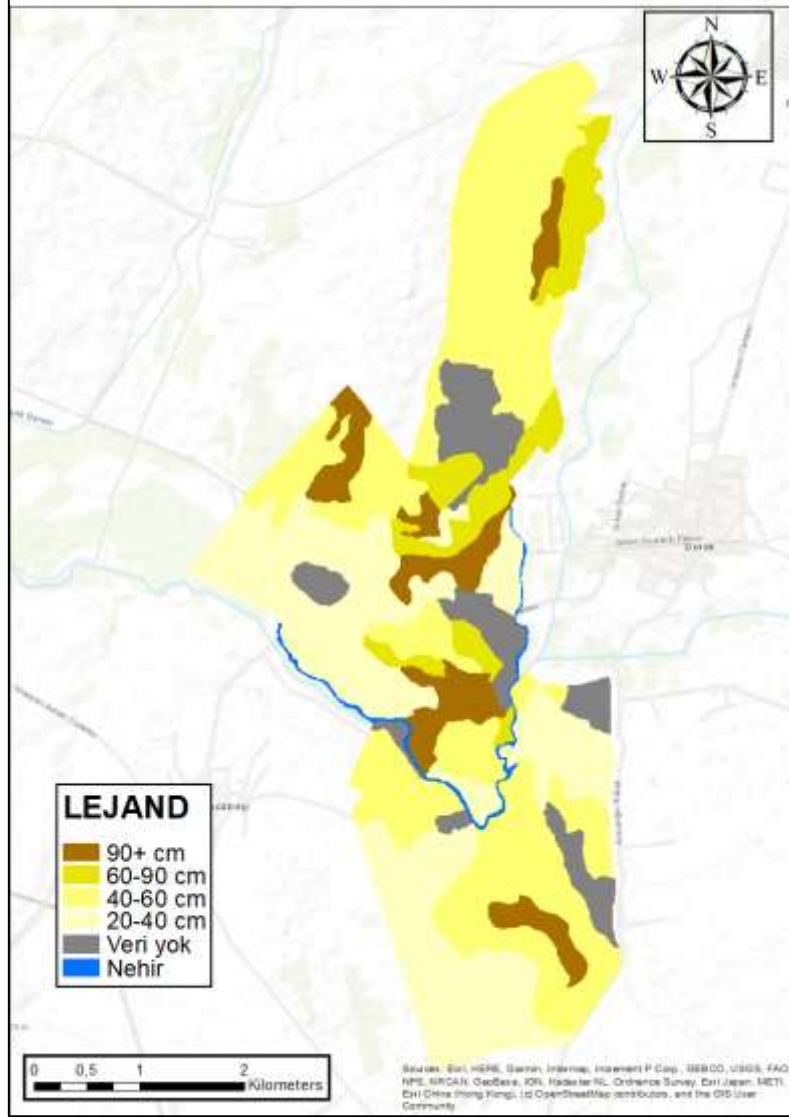 N
W E
S
LEJAND
90+ cm
60-90 cm
40-60 cm
20-40 cm
Veri yok
Nehir
0 0,5 1 2
Kilometers
Sources: Esri, HERE, Garmin, Intermap, increment P Corp., GEBCO, USGS, FAO,
NPS, NRCAN, GeoBase, IGN, Kadaster NL, Ordnance Survey, Esri Japan, METI,
Esri China (Hong Kong), (c) OpenStreetMap contributors, and the GIS User
Community